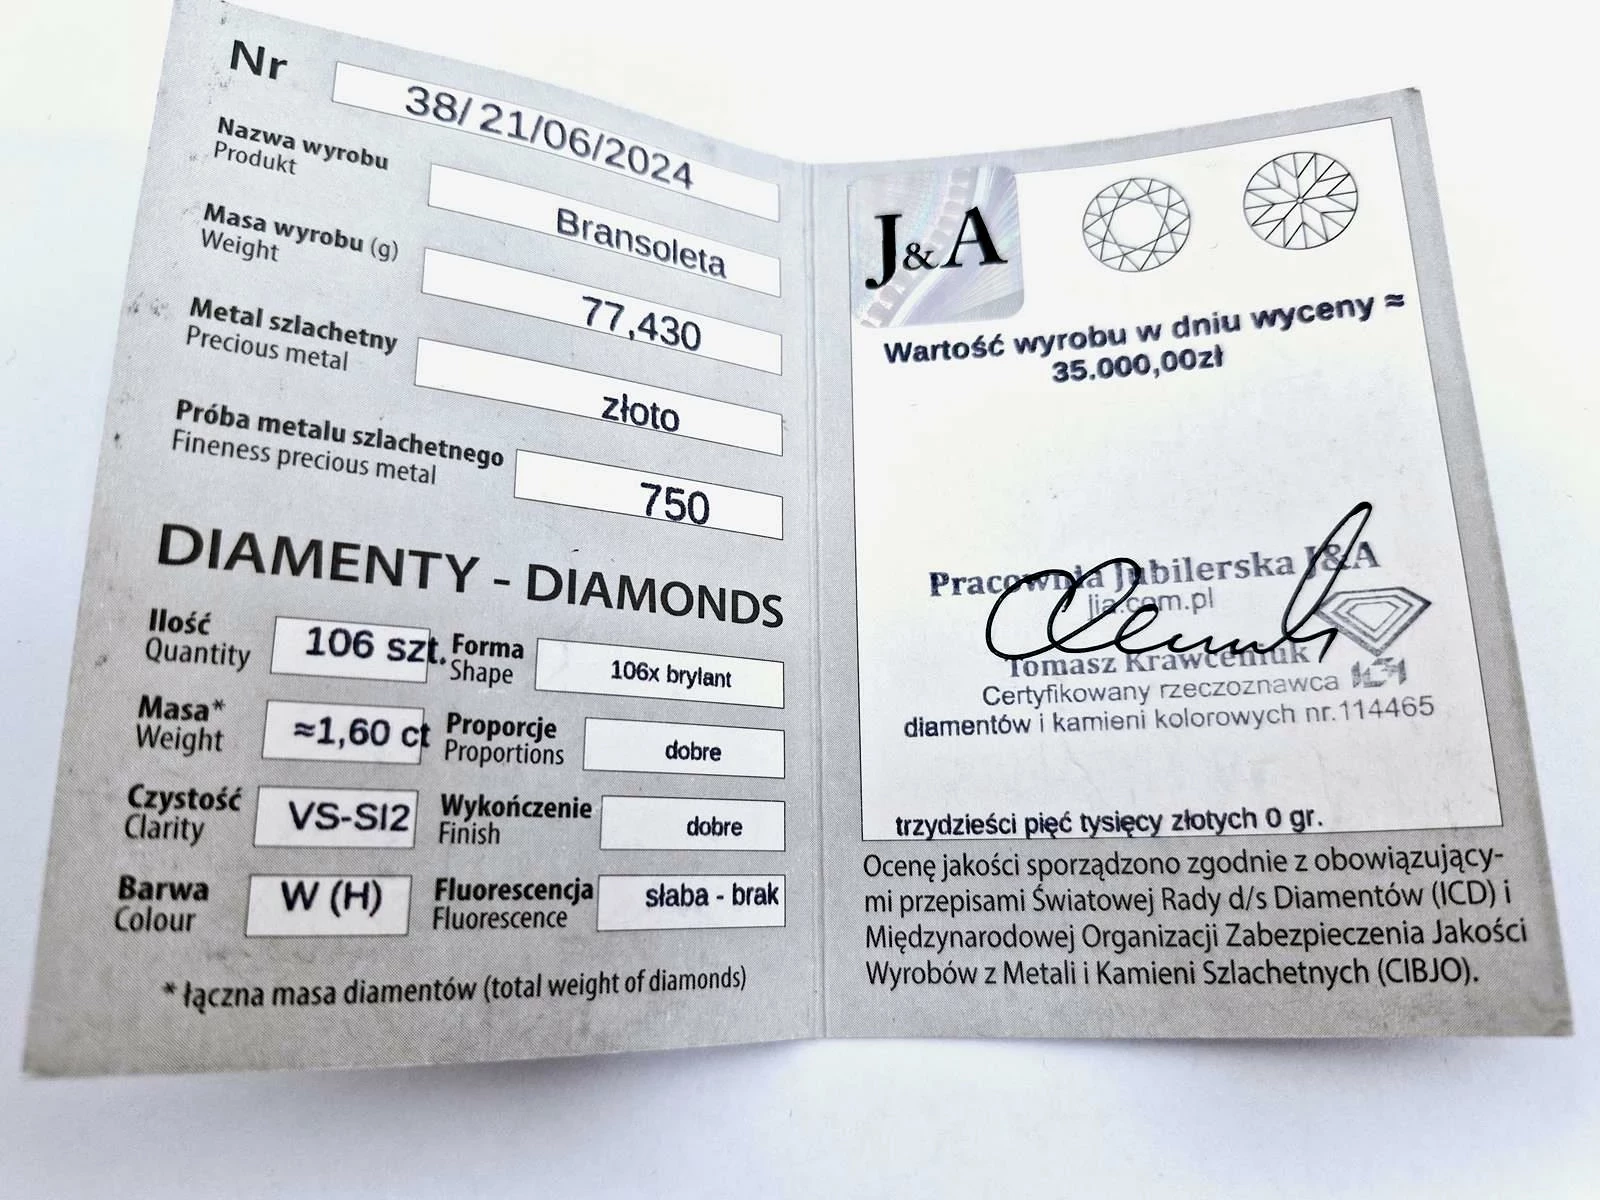 Nr 38/ 21/06/2024
Nazwa wyrobu
Produkt
Bransoleta
Masa wyrobu (g)
Weight
77,430
Metal szlachetny
Precious metal
złoto
Próba metalu szlachetnego
Fineness precious metal
750
DIAMENTY - DIAMONDS
Ilość
Quantity
106 szt.
Forma
Shape
106x brylant
Masa*
Weight
≈1,60 ct
Proporcje
Proportions
dobre
Czystość
Clarity
VS-SI2
Wykończenie
Finish
dobre
Barwa
Colour
W (H)
Fluorescencja
Fluorescence
słaba - brak
* łączna masa diamentów (total weight of diamonds)
J&A
Wartość wyrobu w dniu wyceny ≈
35.000,00zł
Pracownia Jubilerska J&A
jja.com.pl
Tomasz Krawceniuk
Certyfikowany rzeczoznawca
diamentów i kamieni kolorowych nr.114465
trzydzieści pięć tysięcy złotych 0 gr.
Ocenę jakości sporządzono zgodnie z obowiązujący-
mi przepisami Światowej Rady d/s Diamentów (ICD) i
Międzynarodowej Organizacji Zabezpieczenia Jakości
Wyrobów z Metali i Kamieni Szlachetnych (CIBJO).